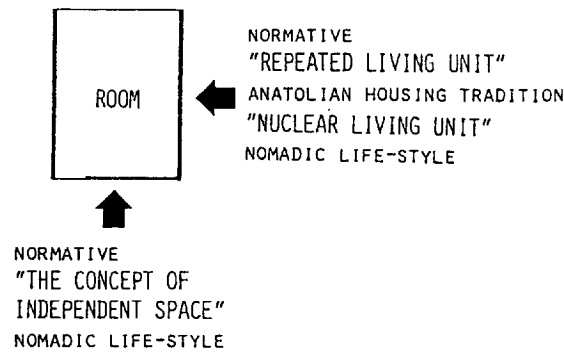 ROOM
NORMATIVE
"REPEATED LIVING UNIT"
ANATOLIAN HOUSING TRADITION
"NUCLEAR LIVING UNIT"
NOMADIC LIFE-STYLE
NORMATIVE
"THE CONCEPT OF
INDEPENDENT SPACE"
NOMADIC LIFE-STYLE